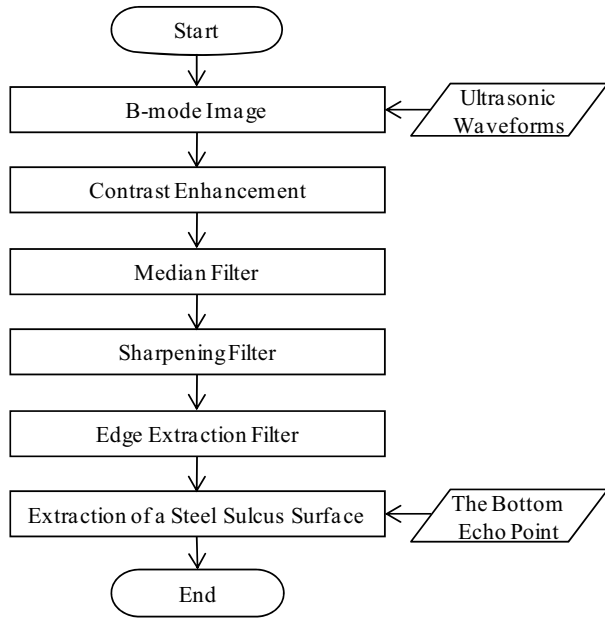 Start
B-mode Image
Ultrasonic
Waveforms
Contrast Enhancement
Median Filter
Sharpening Filter
Edge Extraction Filter
Extraction of a Steel Sulcus Surface
The Bottom
Echo Point
End